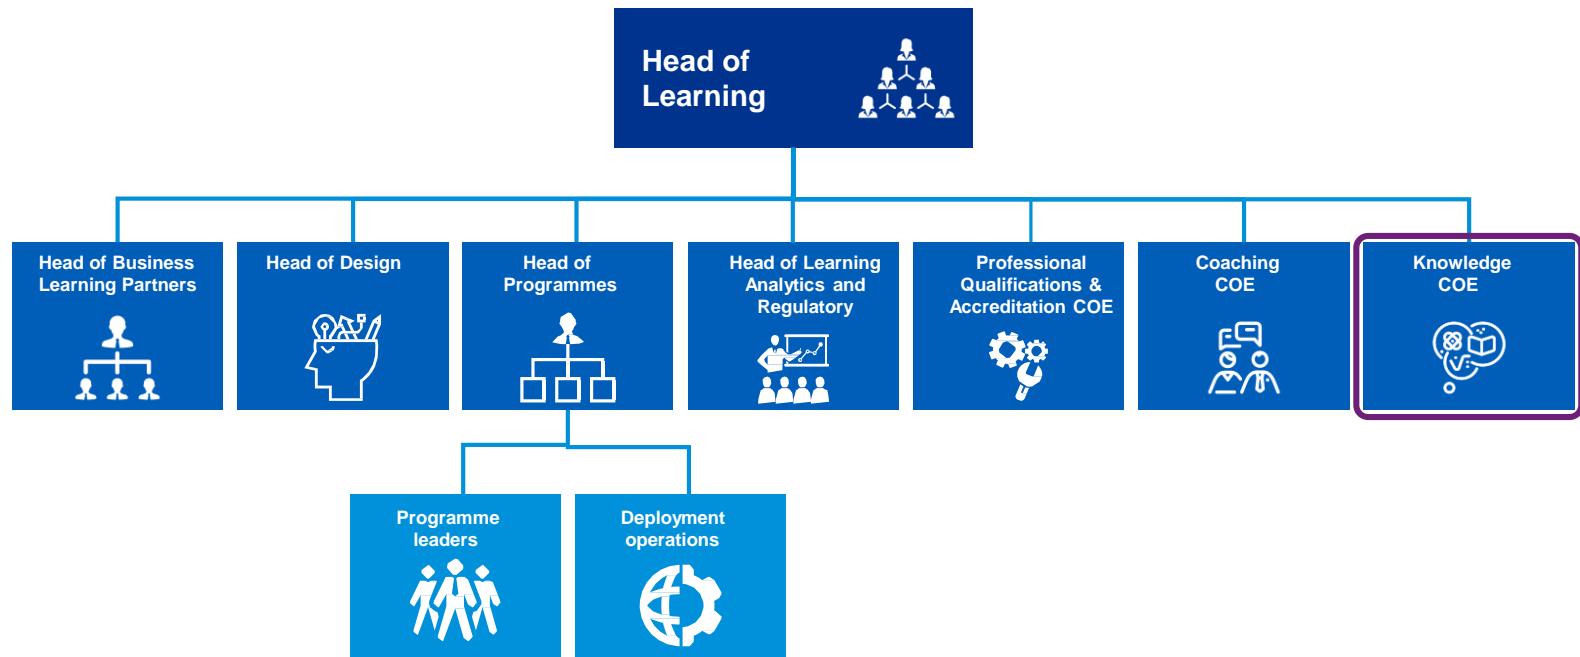 Head of
Learning
Head of Business
Learning Partners
Head of Design
Head of
Programmes
Head of Learning
Analytics and
Regulatory
Professional
Qualifications &
Accreditation COE
Coaching
COE
Knowledge
COE
Programme
leaders
Deployment
operations